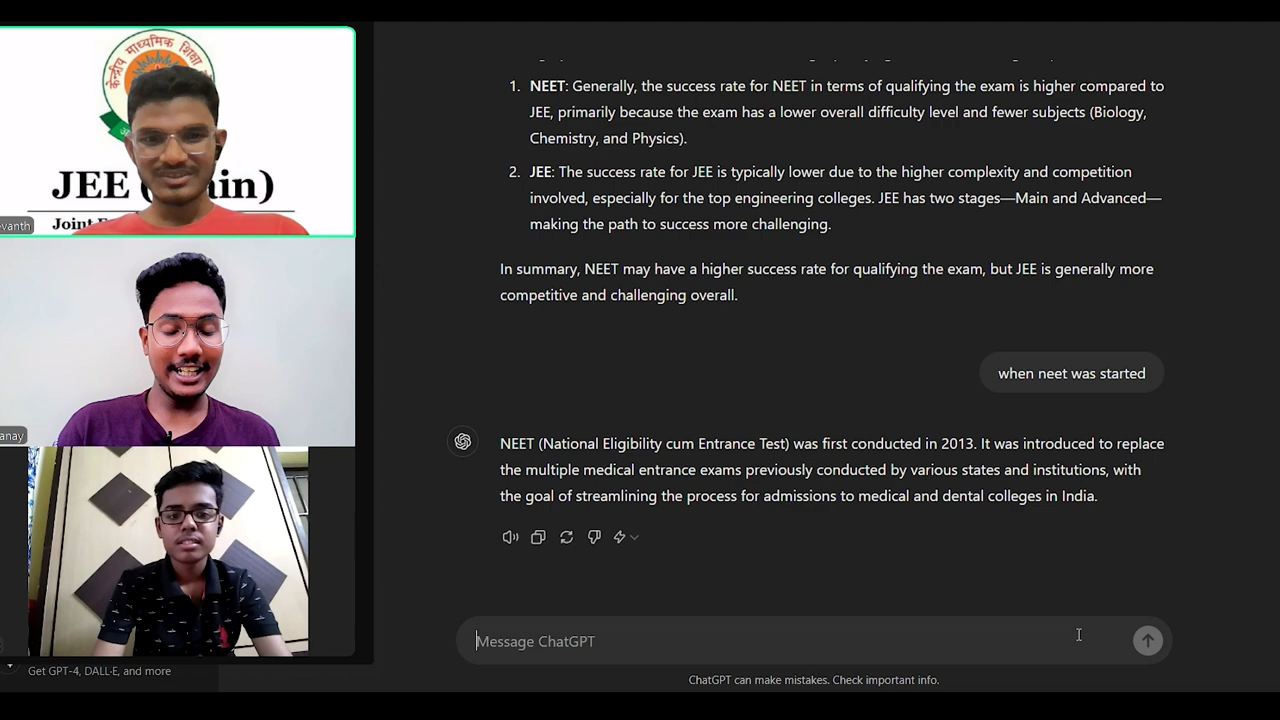 केन्द्रीय माध्यमिक शिक्षा
JEE (
ain)
Joint E
evanth
anay
1. NEET: Generally, the success rate for NEET in terms of qualifying the exam is higher compared to
JEE, primarily because the exam has a lower overall difficulty level and fewer subjects (Biology,
Chemistry, and Physics).
2. JEE: The success rate for JEE is typically lower due to the higher complexity and competition
involved, especially for the top engineering colleges. JEE has two stages—Main and Advanced—
making the path to success more challenging.
In summary, NEET may have a higher success rate for qualifying the exam, but JEE is generally more
competitive and challenging overall.
when neet was started
NEET (National Eligibility cum Entrance Test) was first conducted in 2013. It was introduced to replace
the multiple medical entrance exams previously conducted by various states and institutions, with
the goal of streamlining the process for admissions to medical and dental colleges in India.
Message ChatGPT
Get GPT-4, DALL·E, and more
ChatGPT can make mistakes. Check important info.